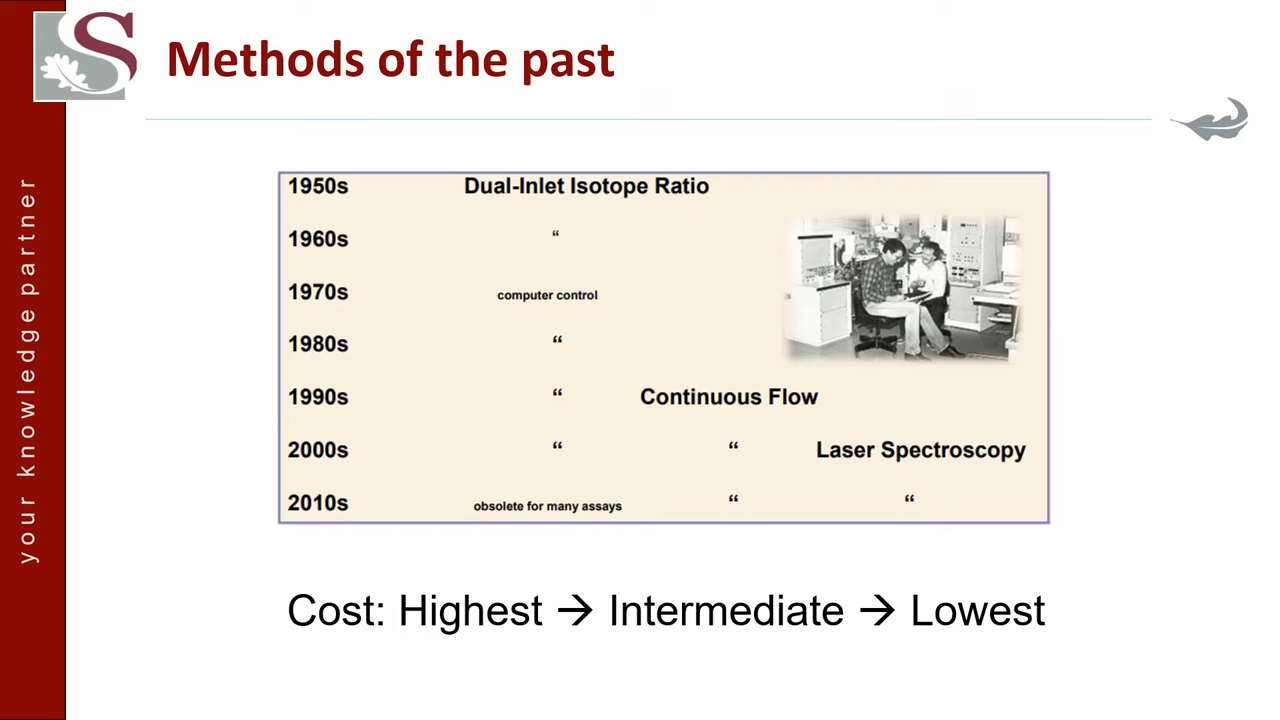 S
Methods of the past
your knowledge partner
1950s Dual-Inlet Isotope Ratio
1960s “
1970s computer control
1980s “
1990s “ Continuous Flow
2000s “ “ Laser Spectroscopy
2010s obsolete for many assays “ “
Cost: Highest → Intermediate → Lowest